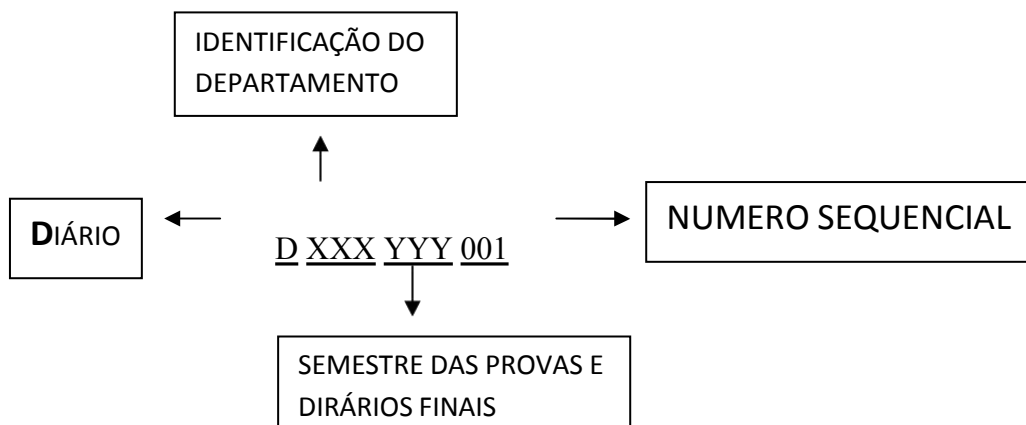 IDENTIFICAÇÃO DO
DEPARTAMENTO
DIÁRIO
NUMERO SEQUENCIAL
D XXX YYY 001
SEMESTRE DAS PROVAS E
DIRÁRIOS FINAIS